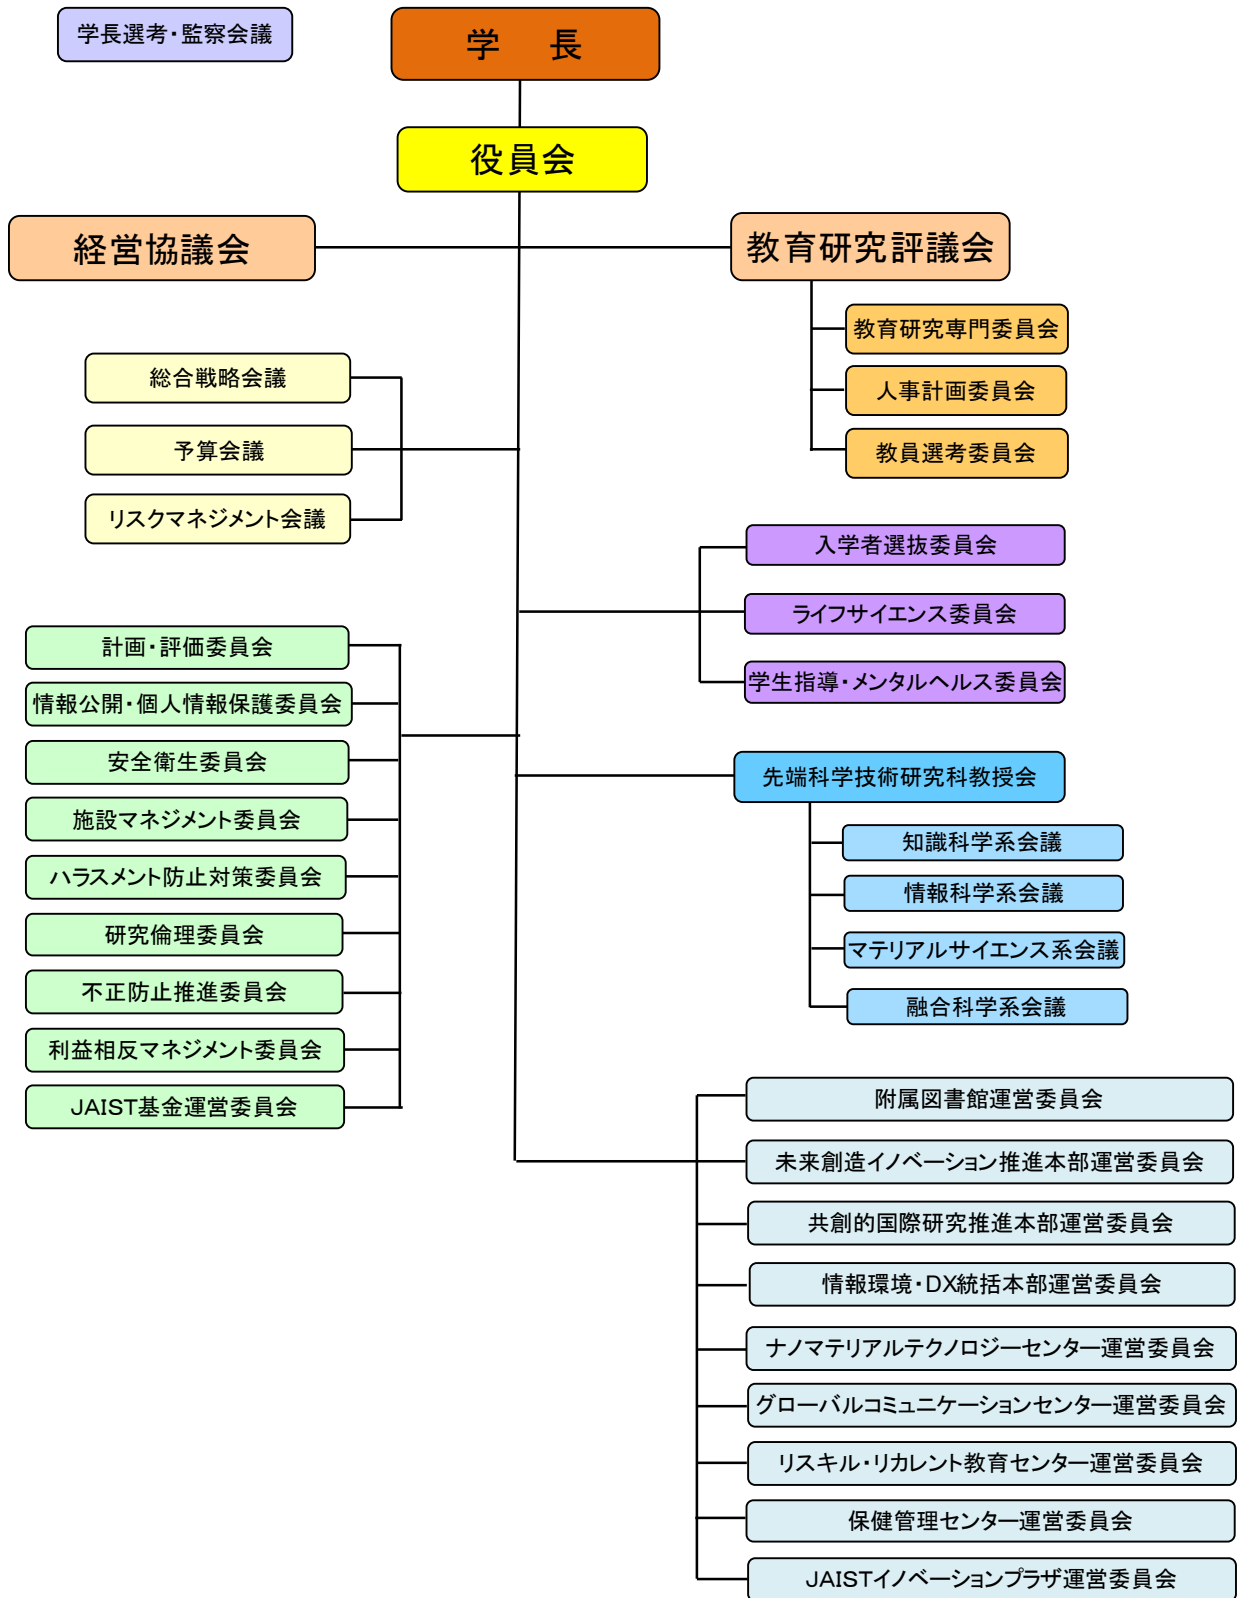 学長選考・監察会議
学　長
役員会
経営協議会
教育研究評議会
教育研究専門委員会
人事計画委員会
教員選考委員会
総合戦略会議
予算会議
リスクマネジメント会議
入学者選抜委員会
ライフサイエンス委員会
学生指導・メンタルヘルス委員会
計画・評価委員会
情報公開・個人情報保護委員会
安全衛生委員会
施設マネジメント委員会
ハラスメント防止対策委員会
研究倫理委員会
不正防止推進委員会
利益相反マネジメント委員会
JAIST基金運営委員会
先端科学技術研究科教授会
知識科学系会議
情報科学系会議
マテリアルサイエンス系会議
融合科学系会議
附属図書館運営委員会
未来創造イノベーション推進本部運営委員会
共創的国際研究推進本部運営委員会
情報環境・DX統括本部運営委員会
ナノマテリアルテクノロジーセンター運営委員会
グローバルコミュニケーションセンター運営委員会
リスキル・リカレント教育センター運営委員会
保健管理センター運営委員会
JAISTイノベーションプラザ運営委員会